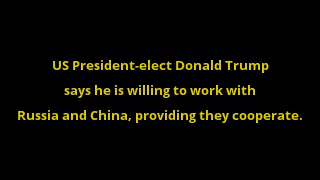 US President-elect Donald Trump
says he is willing to work with
Russia and China, providing they cooperate.